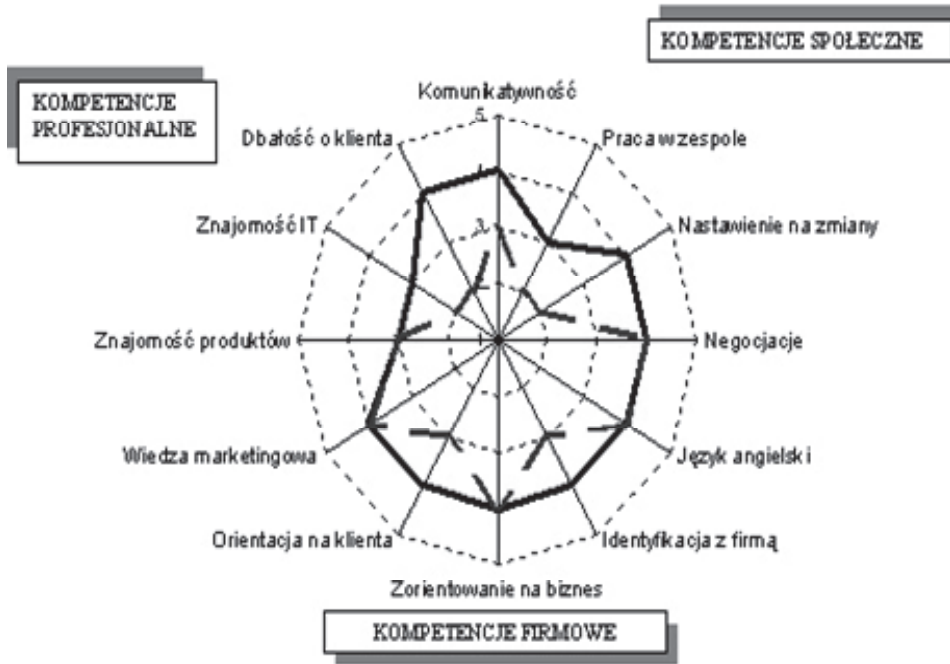 KOMPETENCJE SPOŁECZNE
KOMPETENCJE
PROFESJONALNE
Komunikatywność
5
Dbałość o klienta
Praca w zespole
4
Znajomość IT
3
Nastawienie na zmiany
Znajomość produktów
Negocjacje
Wiedza marketingowa
Język angielski
Orientacja na klienta
Identyfikacja z firmą
Zorientowanie na biznes
KOMPETENCJE FIRMOWE